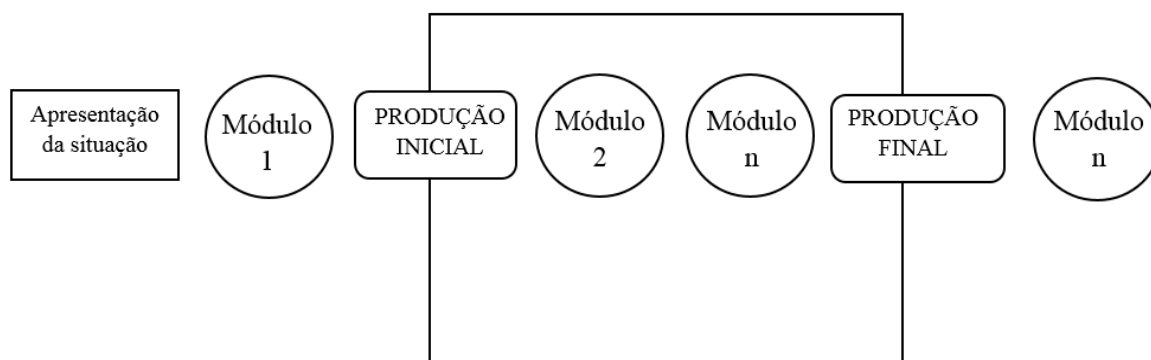 Apresentação
da situação
Módulo
1
PRODUÇÃO
INICIAL
Módulo
2
Módulo
n
PRODUÇÃO
FINAL
Módulo
n